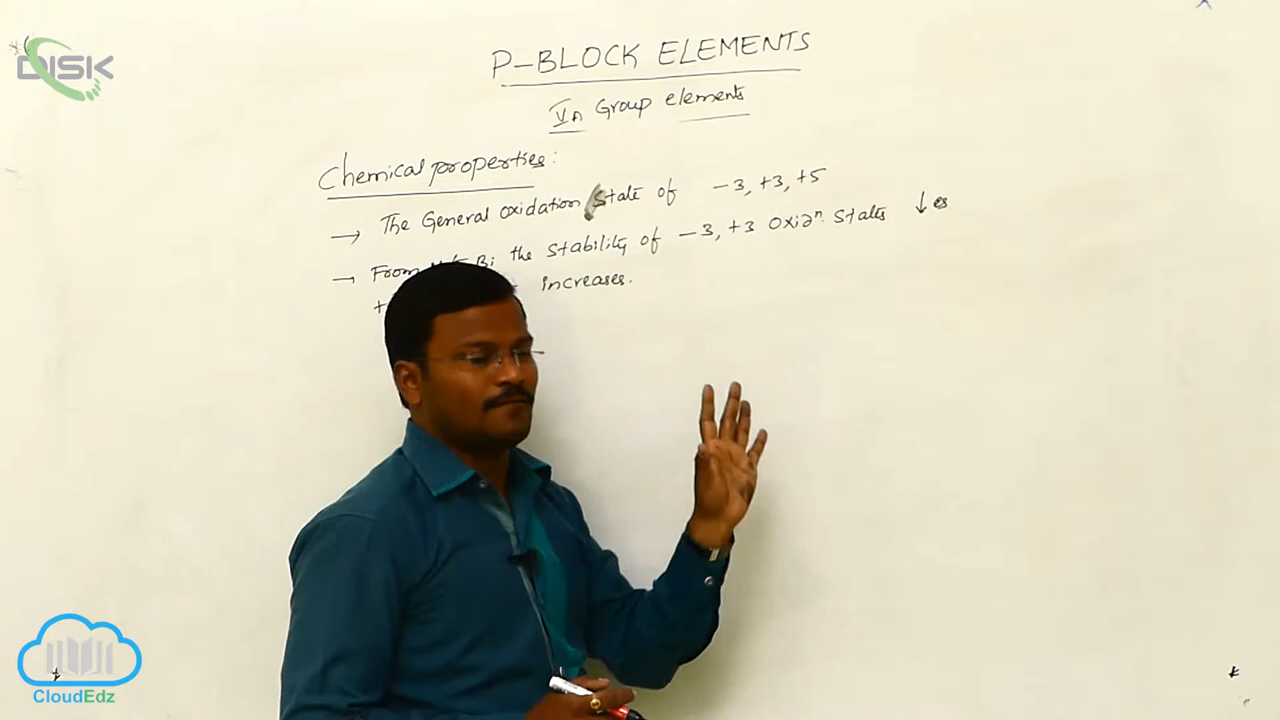 DISK
P-BLOCK ELEMENTS
VA Group elements
Chemical properties:
→ The General oxidation state of -3, +3, +5
→ From Bi the stability of -3, +3 oxidⁿ. states ↓es
+ increases.
CloudEdz